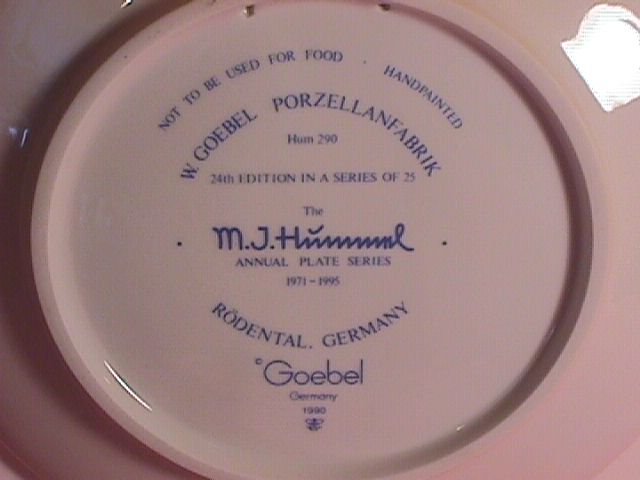 NOT TO BE USED FOR FOOD · HANDPAINTED
W. GOEBEL PORZELLANFABRIK
Hum 290
24th EDITION IN A SERIES OF 25
The
· M.J.Hummel ·
ANNUAL PLATE SERIES
1971-1995
RÖDENTAL. GERMANY
©Goebel
Germany
1990